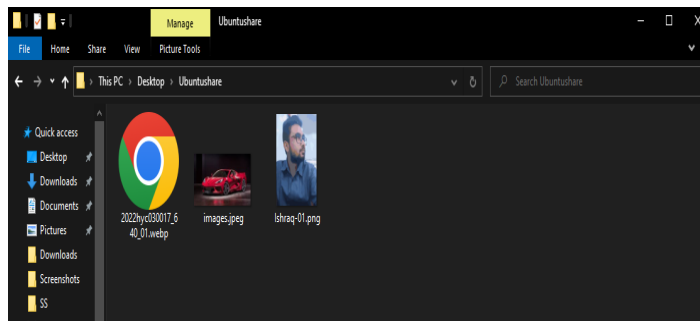 Manage Ubuntushare
File Home Share View Picture Tools
This PC > Desktop > Ubuntushare Search Ubuntushare
Quick access
Desktop
Downloads
Documents
Pictures
Downloads
Screenshots
SS
2022hyc030017_6
40_01.webp
images.jpeg
Ishraq-01.png